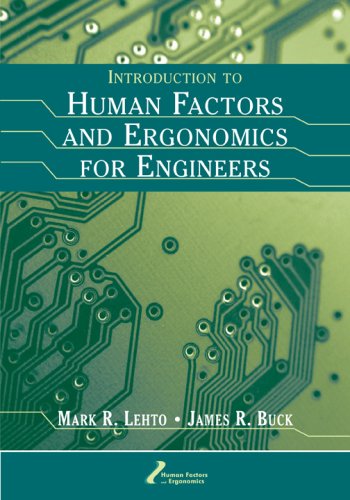 INTRODUCTION TO
HUMAN FACTORS
AND ERGONOMICS
FOR ENGINEERS
MARK R. LEHTO • JAMES R. BUCK
Human Factors
and Ergonomics